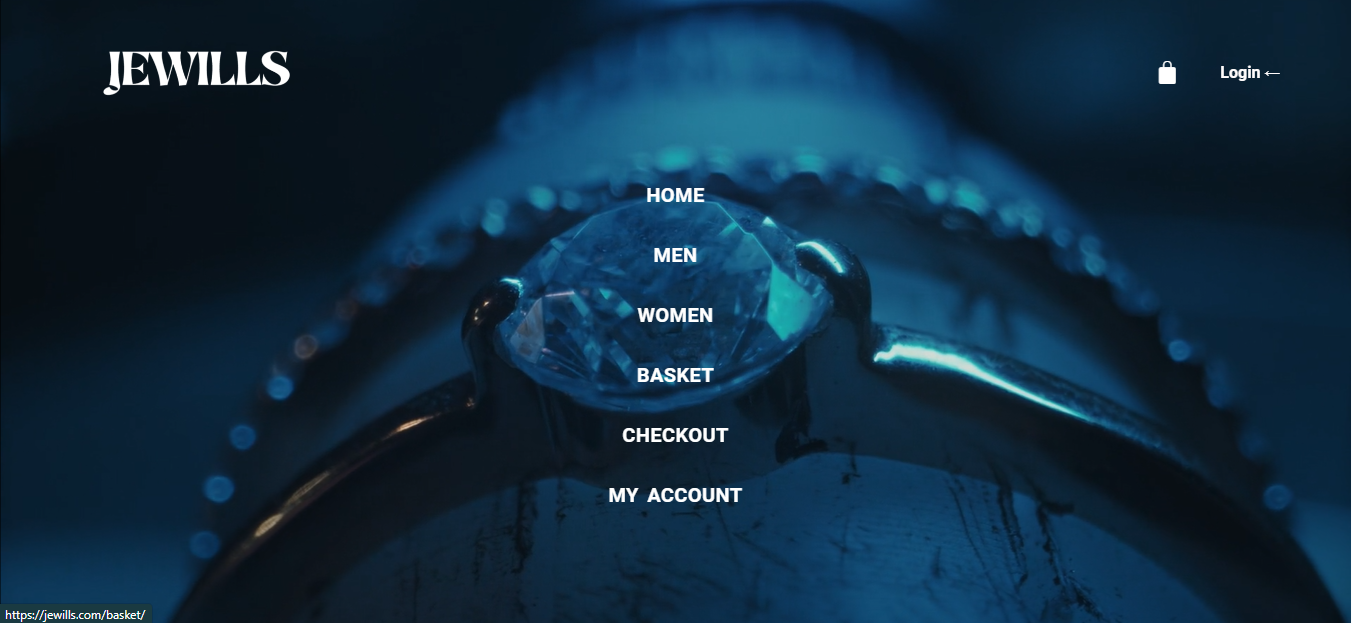 JEWILLS
Login ←
HOME
MEN
WOMEN
BASKET
CHECKOUT
MY ACCOUNT
https://jewills.com/basket/